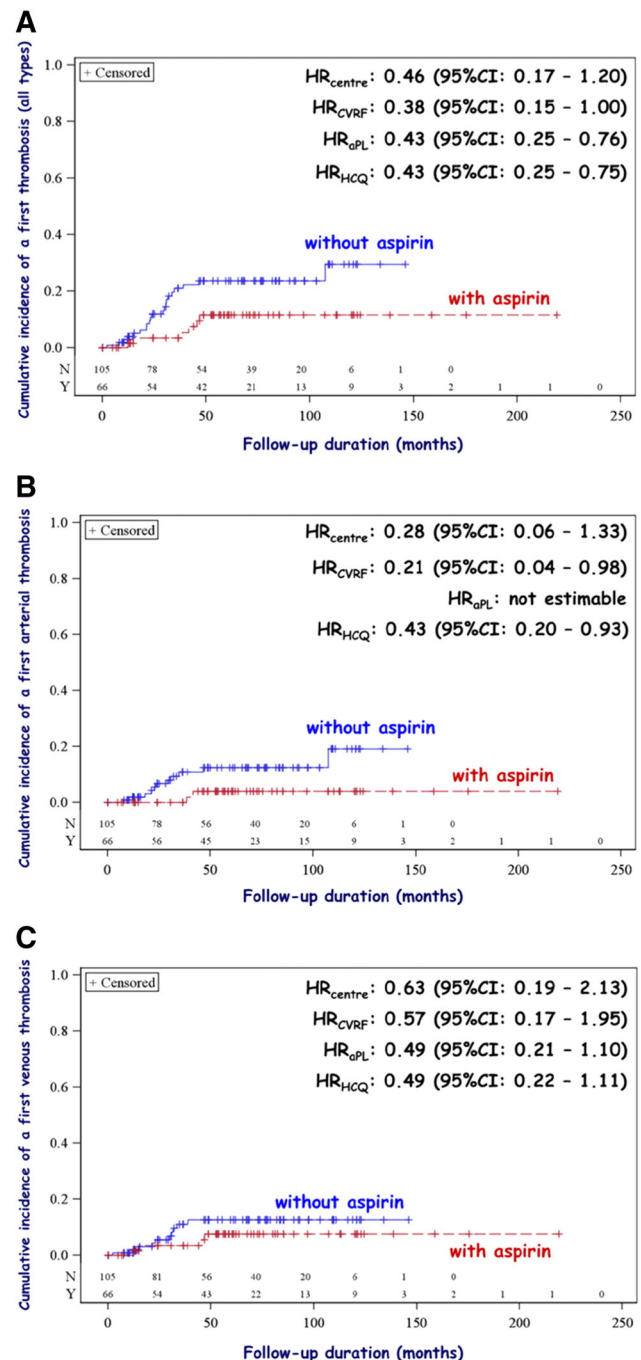 A
Cumulative incidence of a first thrombosis (all types)
+ Censored
HRcentre: 0.46 (95%CI: 0.17 - 1.20)
HRCVRF: 0.38 (95%CI: 0.15 - 1.00)
HRaPL: 0.43 (95%CI: 0.25 - 0.76)
HRHCQ: 0.43 (95%CI: 0.25 - 0.75)
1.0
0.8
0.6
0.4
0.2
0.0
without aspirin
with aspirin
N 105 78 54 39 20 6 1 0
Y 66 54 42 21 13 9 3 2 1 1 0
0 50 100 150 200 250
Follow-up duration (months)
B
Cumulative incidence of a first arterial thrombosis
+ Censored
HRcentre: 0.28 (95%CI: 0.06 - 1.33)
HRCVRF: 0.21 (95%CI: 0.04 - 0.98)
HRaPL: not estimable
HRHCQ: 0.43 (95%CI: 0.20 - 0.93)
1.0
0.8
0.6
0.4
0.2
0.0
without aspirin
with aspirin
N 105 78 56 40 20 6 1 0
Y 66 56 45 23 15 9 3 2 1 1 0
0 50 100 150 200 250
Follow-up duration (months)
C
Cumulative incidence of a first venous thrombosis
+ Censored
HRcentre: 0.63 (95%CI: 0.19 - 2.13)
HRCVRF: 0.57 (95%CI: 0.17 - 1.95)
HRaPL: 0.49 (95%CI: 0.21 - 1.10)
HRHCQ: 0.49 (95%CI: 0.22 - 1.11)
1.0
0.8
0.6
0.4
0.2
0.0
without aspirin
with aspirin
N 105 81 56 40 20 6 1 0
Y 66 54 43 22 13 9 3 2 1 1 0
0 50 100 150 200 250
Follow-up duration (months)